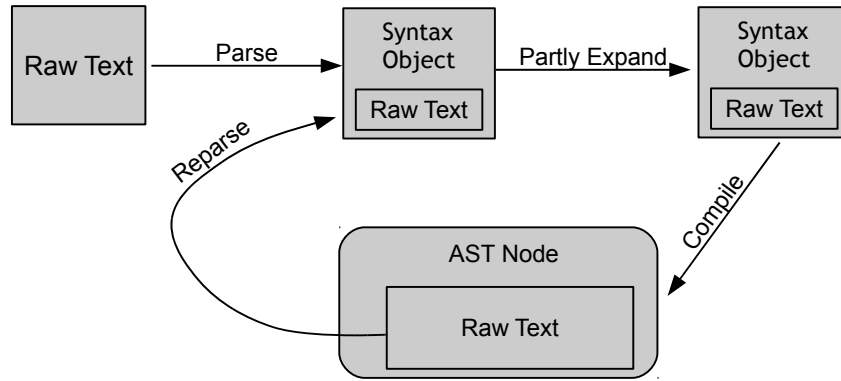 Raw Text
Parse
Syntax
Object
Raw Text
Partly Expand
Syntax
Object
Raw Text
Reparse
Compile
AST Node
Raw Text